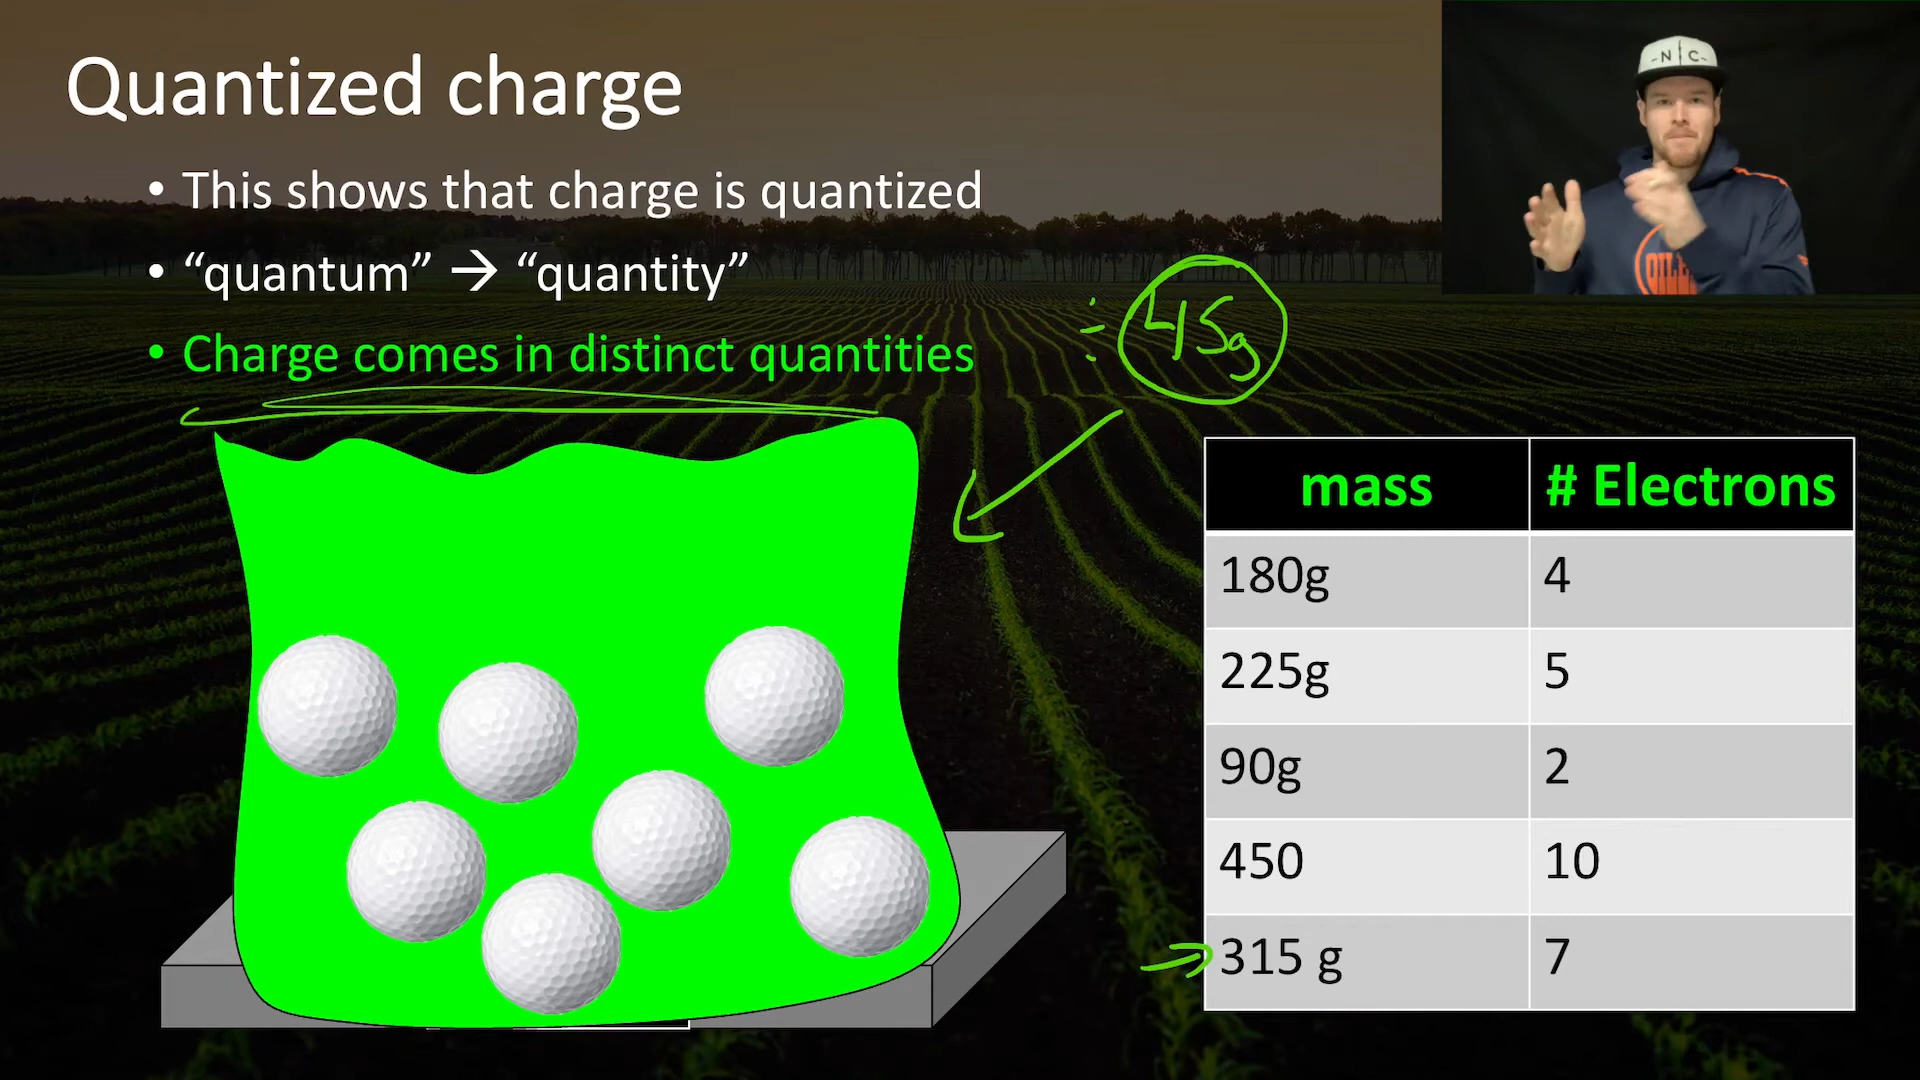 Quantized charge
• This shows that charge is quantized
• “quantum” → “quantity”
• Charge comes in distinct quantities
÷ 45g
mass # Electrons
180g 4
225g 5
90g 2
450 10
315 g 7
-N|C-
OIL